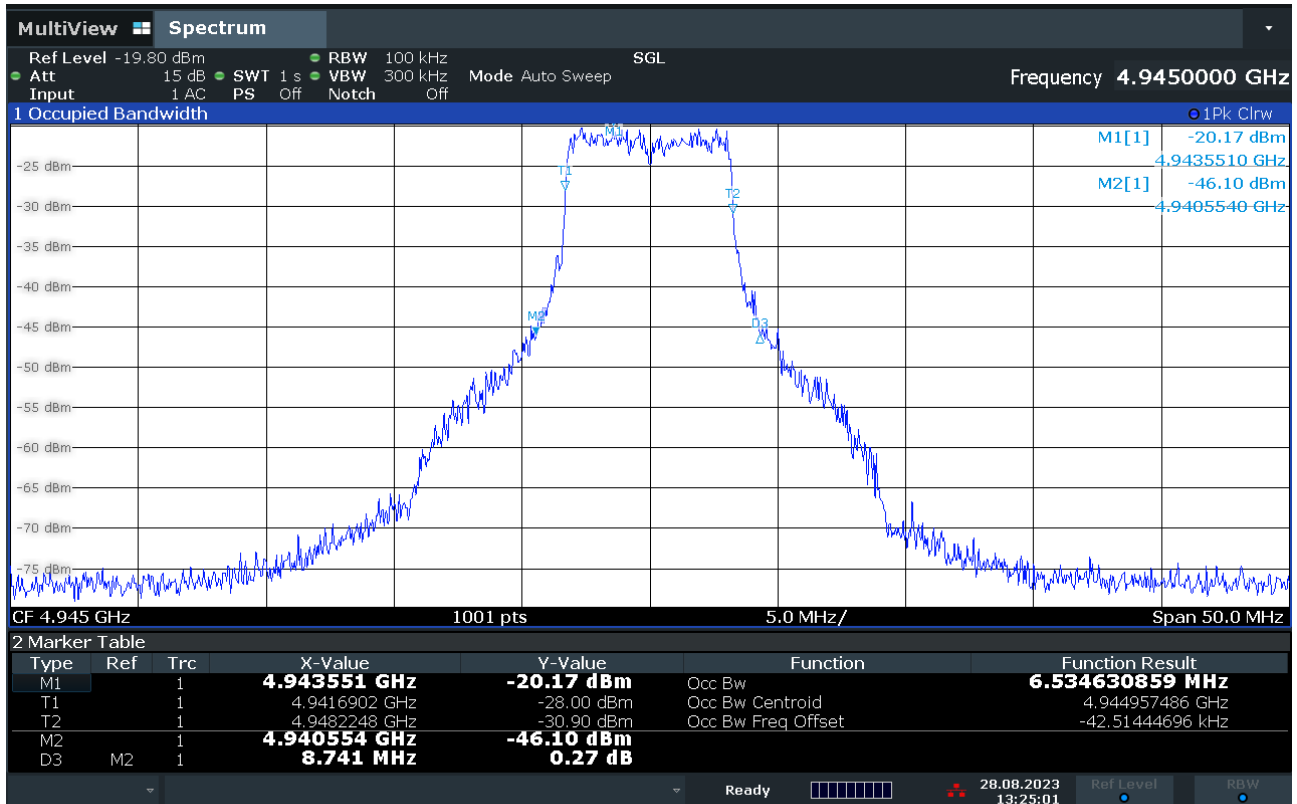 MultiView Spectrum
Ref Level -19.80 dBm RBW 100 kHz SGL
Att 15 dB SWT 1 s VBW 300 kHz Mode Auto Sweep Frequency 4.9450000 GHz
Input 1 AC PS Off Notch Off
1 Occupied Bandwidth 1Pk Clrw
M1 M1[1] -20.17 dBm
4.9435510 GHz
-25 dBm
T1 M2[1] -46.10 dBm
T2
-30 dBm 4.9405540 GHz
-35 dBm
-40 dBm
M2 D3
-45 dBm
-50 dBm
-55 dBm
-60 dBm
-65 dBm
-70 dBm
-75 dBm
CF 4.945 GHz 1001 pts 5.0 MHz/ Span 50.0 MHz
2 Marker Table
Type Ref Trc X-Value Y-Value Function Function Result
M1 1 4.943551 GHz -20.17 dBm Occ Bw 6.534630859 MHz
T1 1 4.9416902 GHz -28.00 dBm Occ Bw Centroid 4.944957486 GHz
T2 1 4.9482248 GHz -30.90 dBm Occ Bw Freq Offset -42.51444696 kHz
M2 1 4.940554 GHz -46.10 dBm
D3 M2 1 8.741 MHz 0.27 dB
Ready 28.08.2023 Ref Level RBW
13:25:01